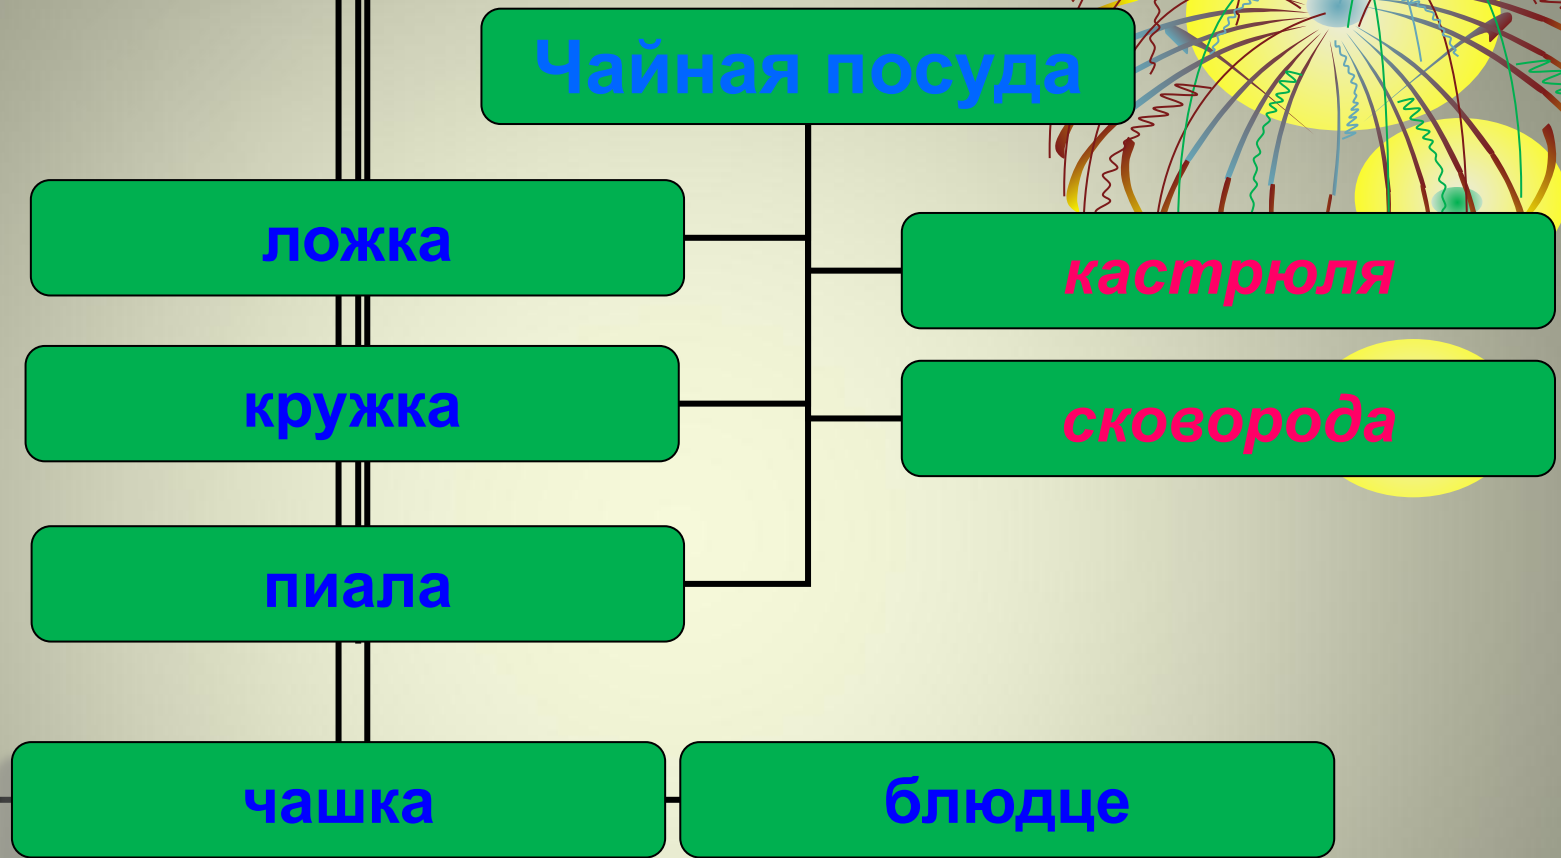 Чайная посуда
ложка
кастрюля
кружка
сковорода
пиала
чашка
блюдце